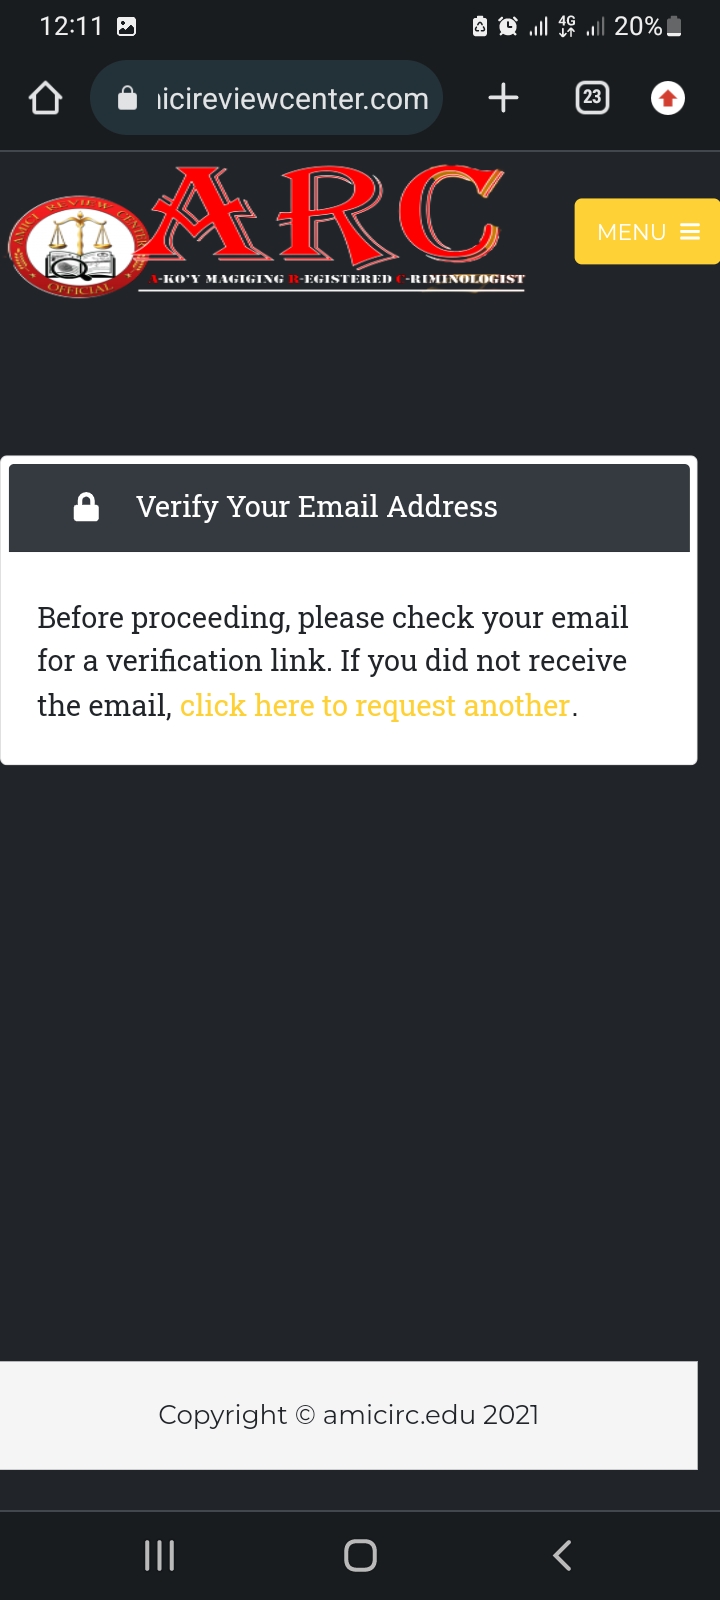 12:11
4G
20%
iicireviewcenter.com
23
ARC
AMICI REVIEW CENTER
OFFICIAL
A-KO'Y MAGIGING R-EGISTERED C-RIMINOLOGIST
MENU
Verify Your Email Address
Before proceeding, please check your email
for a verification link. If you did not receive
the email, click here to request another.
Copyright © amicirc.edu 2021